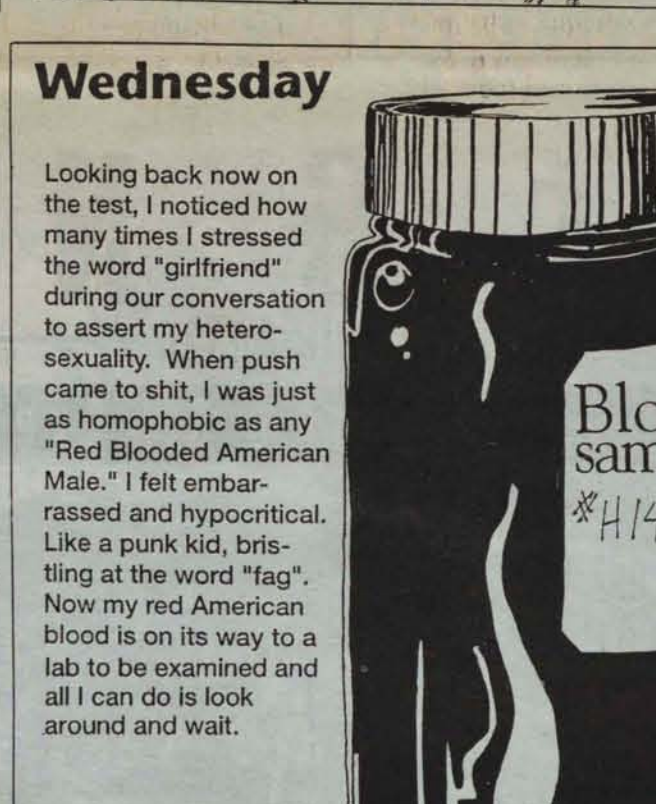 Wednesday
Looking back now on
the test, I noticed how
many times I stressed
the word "girlfriend"
during our conversation
to assert my hetero-
sexuality. When push
came to shit, I was just
as homophobic as any
"Red Blooded American
Male." I felt embar-
rassed and hypocritical.
Like a punk kid, bris-
tling at the word "fag".
Now my red American
blood is on its way to a
lab to be examined and
all I can do is look
around and wait.
Blo
sam
#H14